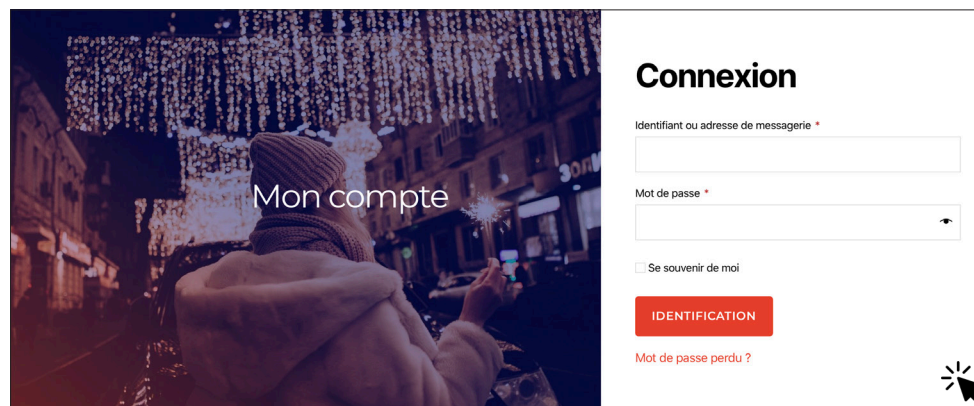 Mon compte
Connexion
Identifiant ou adresse de messagerie *
Mot de passe *
Se souvenir de moi
IDENTIFICATION
Mot de passe perdu ?